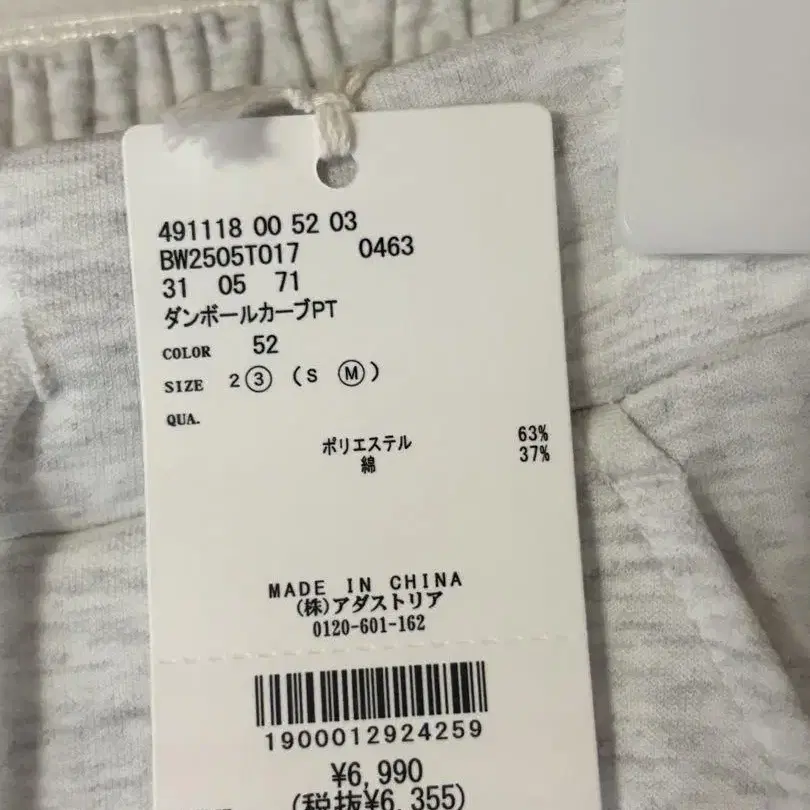 491118 00 52 03
BW2505T017 0463
31 05 71
ダンボールカーブPT
COLOR 52
SIZE 2③ (S Ⓜ)
QUA.
ポリエステル 63%
綿 37%
MADE IN CHINA
(株)アダストリア
0120-601-162
1900012924259
¥6,990
(税抜¥6,355)